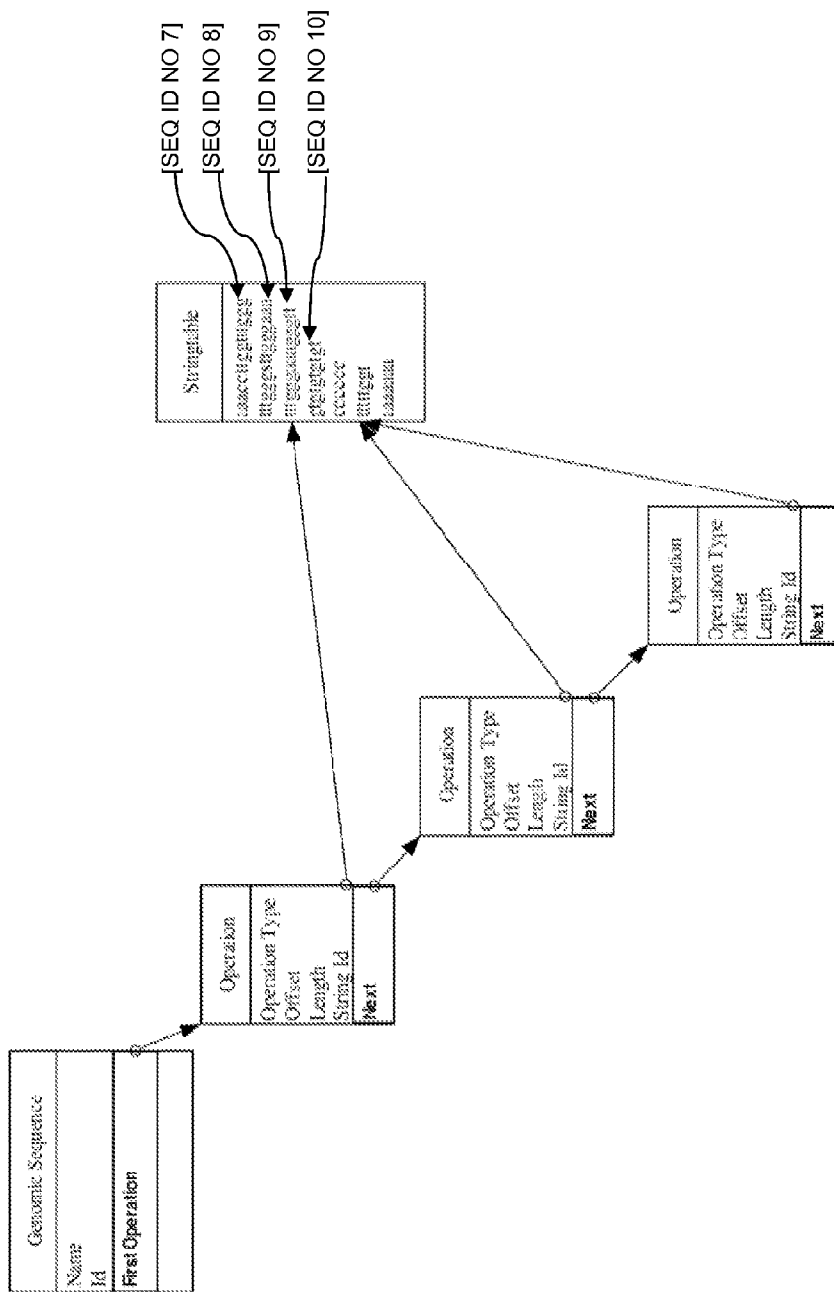 Genomic Sequence
Name
Id
First Operation
Operation
Operation Type
Offset
Length
String Id
Next
Operation
Operation Type
Offset
Length
String Id
Next
Operation
Operation Type
Offset
Length
String Id
Next
Stringtable
gtgtgtgtgt
cccccc
[SEQ ID NO 7]
[SEQ ID NO 8]
[SEQ ID NO 9]
[SEQ ID NO 10]